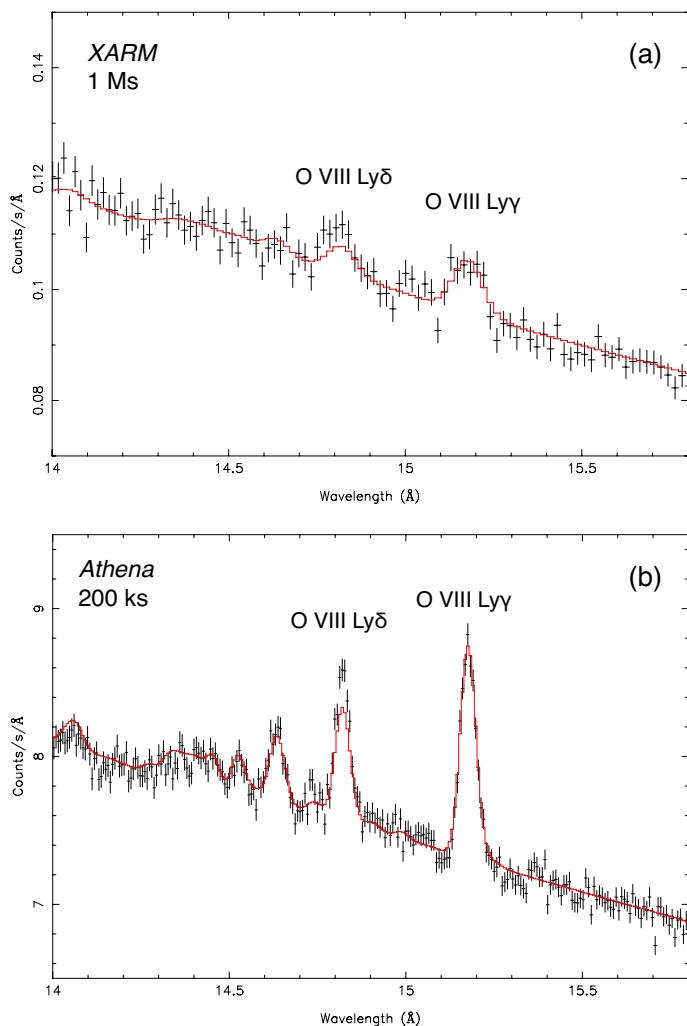 XARM
1 Ms
(a)
O VIII Lyδ
O VIII Lyγ
0.14
0.12
0.1
0.08
Counts/s/Å
14
14.5
15
15.5
Wavelength (Å)
Athena
200 ks
(b)
O VIII Lyδ
O VIII Lyγ
9
8
7
Counts/s/Å
14
14.5
15
15.5
Wavelength (Å)